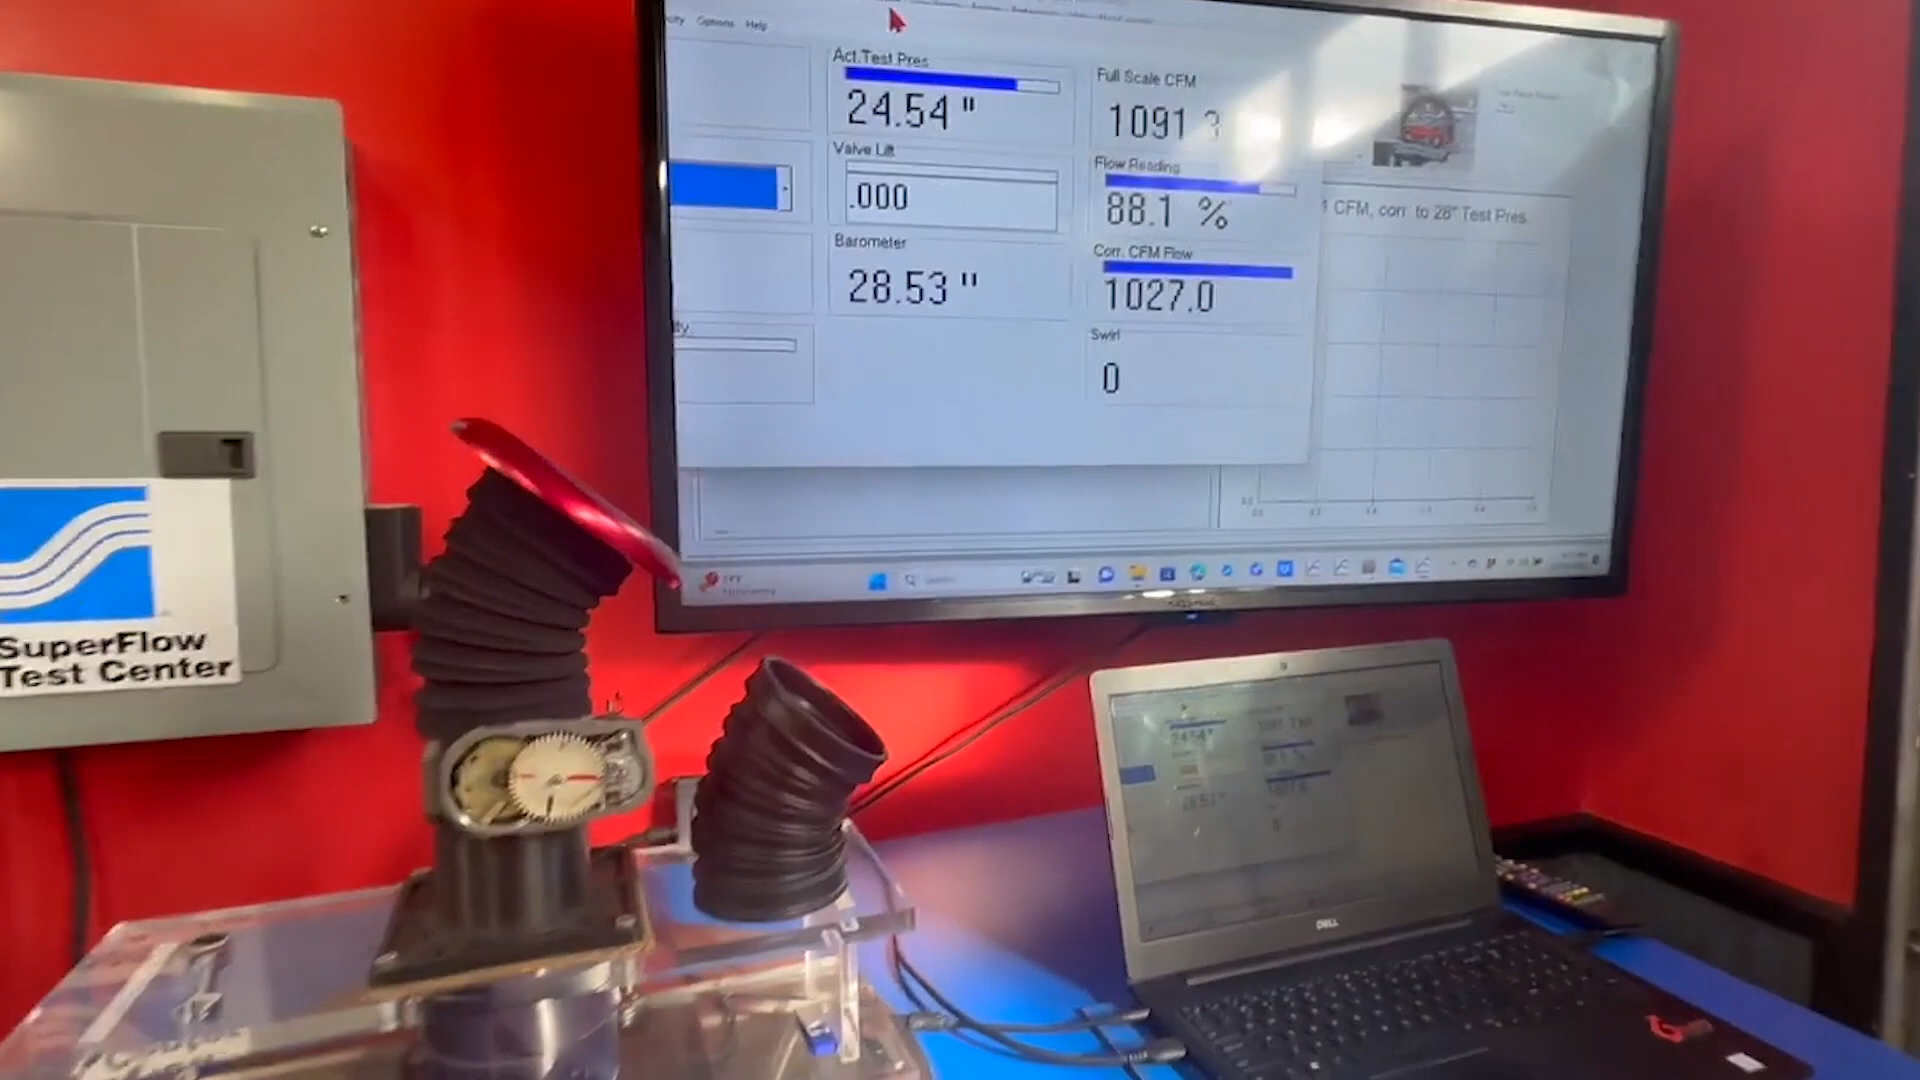 Options Help
Act.Test Pres
24.54 "
Valve Lift
.000
Barometer
28.53 "
Full Scale CFM
1091
Flow Reading
88.1 %
Corr. CFM Flow
1027.0
Swirl
0
CFM, corr. to 28" Test Pres.
SuperFlow
Test Center
DELL